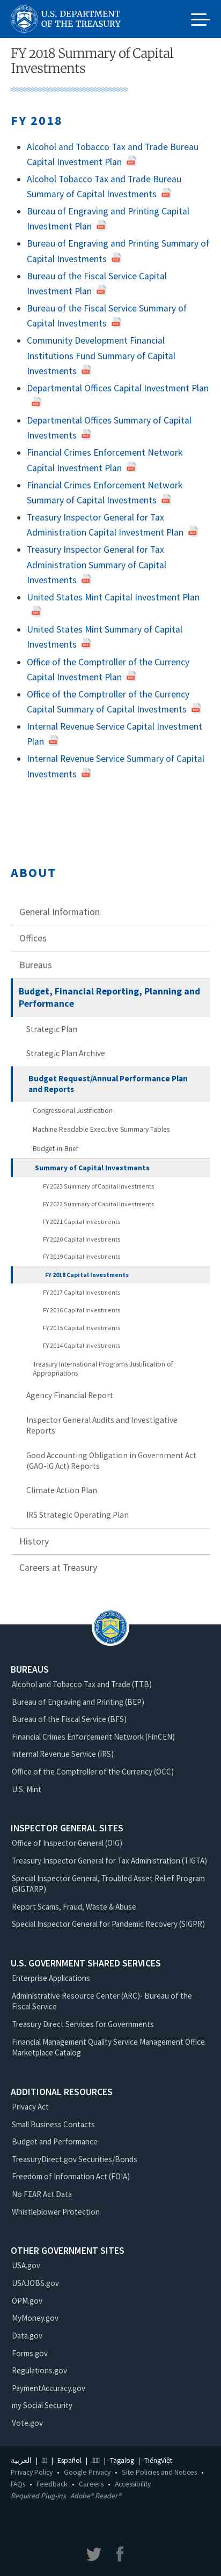 U.S. DEPARTMENT
OF THE TREASURY
FY 2018 Summary of Capital
Investments
FY 2018
Alcohol and Tobacco Tax and Trade Bureau
Capital Investment Plan
Alcohol Tobacco Tax and Trade Bureau
Summary of Capital Investments
Bureau of Engraving and Printing Capital
Investment Plan
Bureau of Engraving and Printing Summary of
Capital Investments
Bureau of the Fiscal Service Capital
Investment Plan
Bureau of the Fiscal Service Summary of
Capital Investments
Community Development Financial
Institutions Fund Summary of Capital
Investments
Departmental Offices Capital Investment Plan
Departmental Offices Summary of Capital
Investments
Financial Crimes Enforcement Network
Capital Investment Plan
Financial Crimes Enforcement Network
Summary of Capital Investments
Treasury Inspector General for Tax
Administration Capital Investment Plan
Treasury Inspector General for Tax
Administration Summary of Capital
Investments
United States Mint Capital Investment Plan
United States Mint Summary of Capital
Investments
Office of the Comptroller of the Currency
Capital Investment Plan
Office of the Comptroller of the Currency
Capital Summary of Capital Investments
Internal Revenue Service Capital Investment
Plan
Internal Revenue Service Summary of Capital
Investments
ABOUT
General Information
Offices
Bureaus
Budget, Financial Reporting, Planning and
Performance
Strategic Plan
Strategic Plan Archive
Budget Request/Annual Performance Plan
and Reports
Congressional Justification
Machine Readable Executive Summary Tables
Budget-in-Brief
Summary of Capital Investments
FY 2023 Summary of Capital Investments
FY 2022 Summary of Capital Investments
FY 2021 Capital Investments
FY 2020 Capital Investments
FY 2019 Capital Investments
FY 2018 Capital Investments
FY 2017 Capital Investments
FY 2016 Capital Investments
FY 2015 Capital Investments
FY 2014 Capital Investments
Treasury International Programs Justification of
Appropriations
Agency Financial Report
Inspector General Audits and Investigative
Reports
Good Accounting Obligation in Government Act
(GAO-IG Act) Reports
Climate Action Plan
IRS Strategic Operating Plan
History
Careers at Treasury
BUREAUS
Alcohol and Tobacco Tax and Trade (TTB)
Bureau of Engraving and Printing (BEP)
Bureau of the Fiscal Service (BFS)
Financial Crimes Enforcement Network (FinCEN)
Internal Revenue Service (IRS)
Office of the Comptroller of the Currency (OCC)
U.S. Mint
INSPECTOR GENERAL SITES
Office of Inspector General (OIG)
Treasury Inspector General for Tax Administration (TIGTA)
Special Inspector General, Troubled Asset Relief Program
(SIGTARP)
Report Scams, Fraud, Waste & Abuse
Special Inspector General for Pandemic Recovery (SIGPR)
U.S. GOVERNMENT SHARED SERVICES
Enterprise Applications
Administrative Resource Center (ARC)- Bureau of the
Fiscal Service
Treasury Direct Services for Governments
Financial Management Quality Service Management Office
Marketplace Catalog
ADDITIONAL RESOURCES
Privacy Act
Small Business Contacts
Budget and Performance
TreasuryDirect.gov Securities/Bonds
Freedom of Information Act (FOIA)
No FEAR Act Data
Whistleblower Protection
OTHER GOVERNMENT SITES
USA.gov
USAJOBS.gov
OPM.gov
MyMoney.gov
Data.gov
Forms.gov
Regulations.gov
PaymentAccuracy.gov
my Social Security
Vote.gov
العربية | | Español | | Tagalog | TiếngViệt
Privacy Policy • Google Privacy • Site Policies and Notices •
FAQs • Feedback • Careers • Accessibility
Required Plug-ins Adobe® Reader®